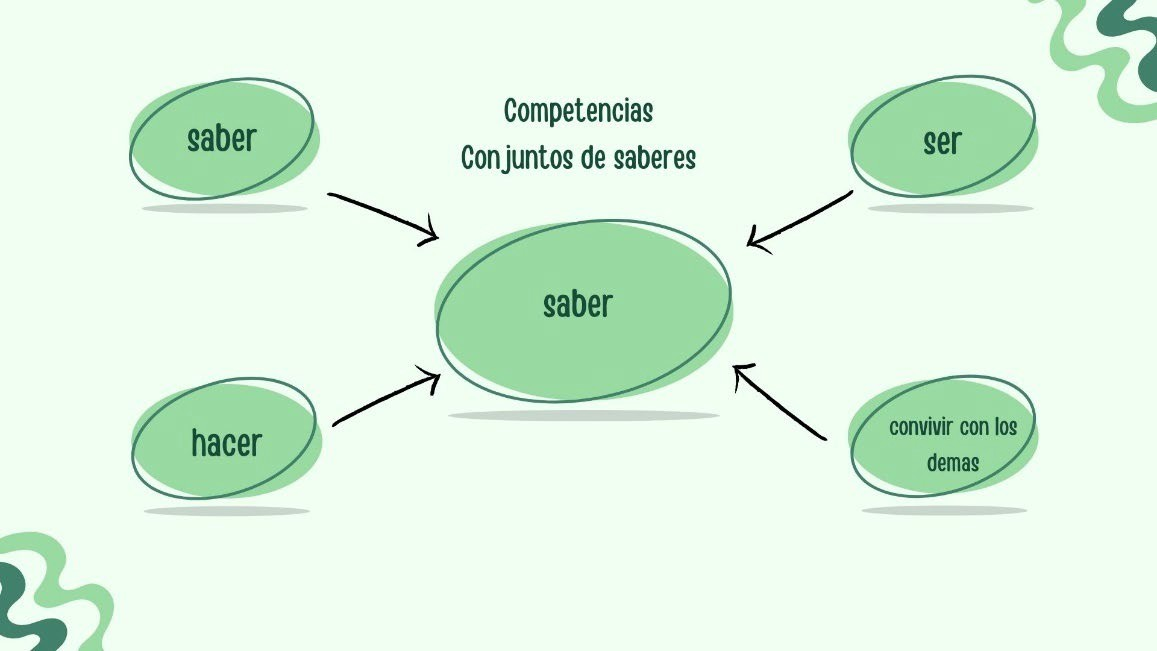 Competencias
Conjuntos de saberes
saber
ser
saber
hacer
convivir con los
demas